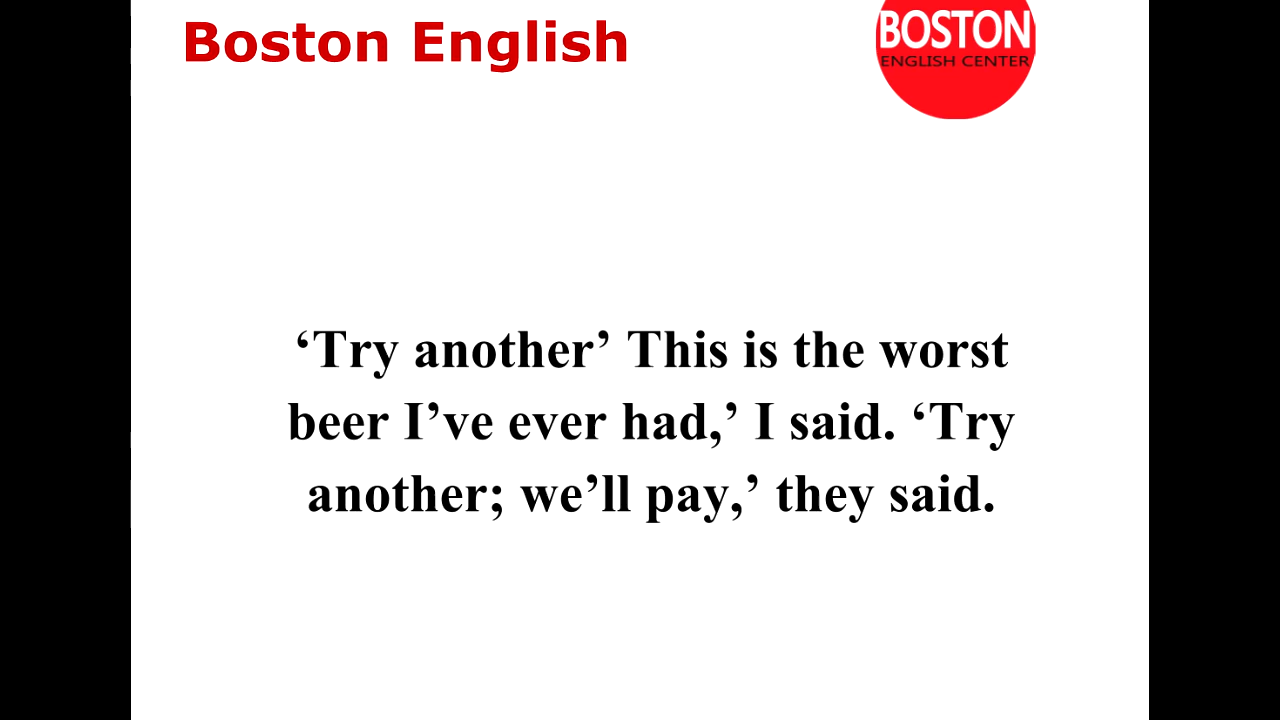 Boston English
BOSTON
ENGLISH CENTER
‘Try another’ This is the worst
beer I’ve ever had,’ I said. ‘Try
another; we’ll pay,’ they said.